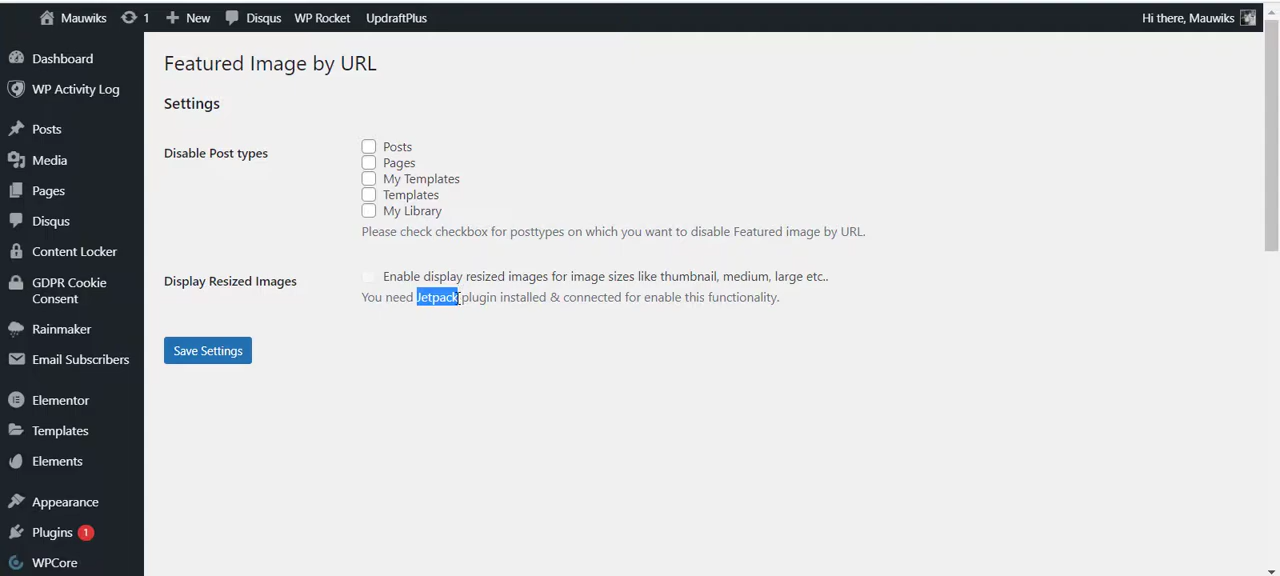 Mauwiks 1 New Disqus WP Rocket UpdraftPlus Hi there, Mauwiks
Dashboard
WP Activity Log
Posts
Media
Pages
Disqus
Content Locker
GDPR Cookie
Consent
Rainmaker
Email Subscribers
Elementor
Templates
Elements
Appearance
Plugins 1
WPCore
Featured Image by URL
Settings
Disable Post types
Posts
Pages
My Templates
Templates
My Library
Please check checkbox for posttypes on which you want to disable Featured image by URL.
Display Resized Images
Enable display resized images for image sizes like thumbnail, medium, large etc..
You need Jetpack plugin installed & connected for enable this functionality.
Save Settings